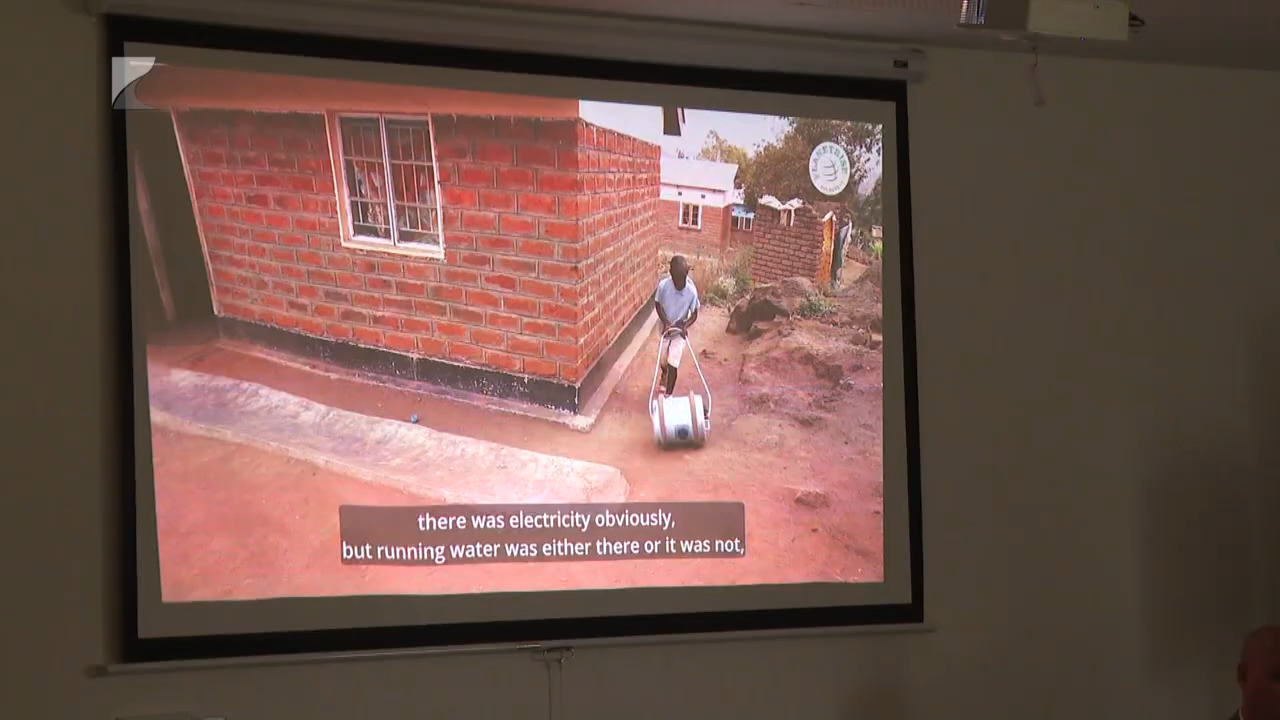 there was electricity obviously,
but running water was either there or it was not,